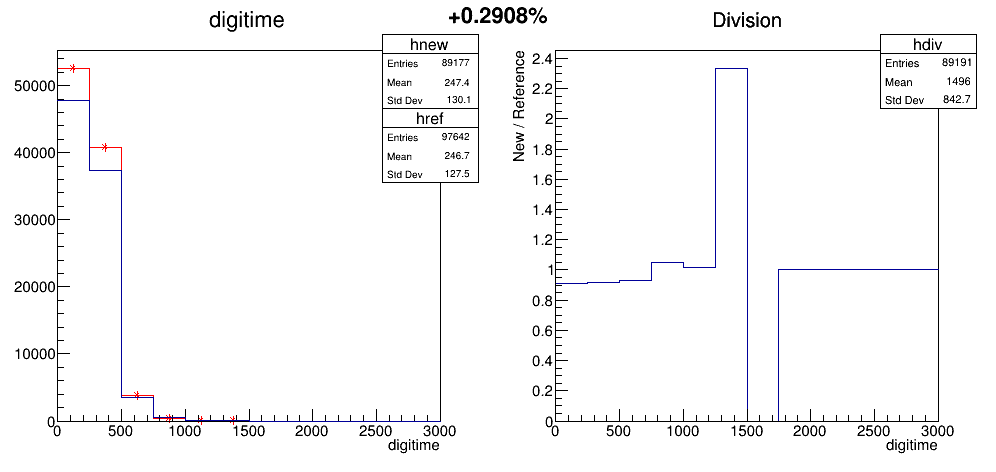 +0.2908%
digitime
hnew
Entries 89177
Mean 247.4
Std Dev 130.1
href
Entries 97642
Mean 246.7
Std Dev 127.5
50000
40000
30000
20000
10000
0
0 500 1000 1500 2000 2500 3000
digitime
Division
hdiv
Entries 89191
Mean 1496
Std Dev 842.7
New / Reference
2.4
2.2
2
1.8
1.6
1.4
1.2
1
0.8
0.6
0.4
0.2
0
0 500 1000 1500 2000 2500 3000
digitime